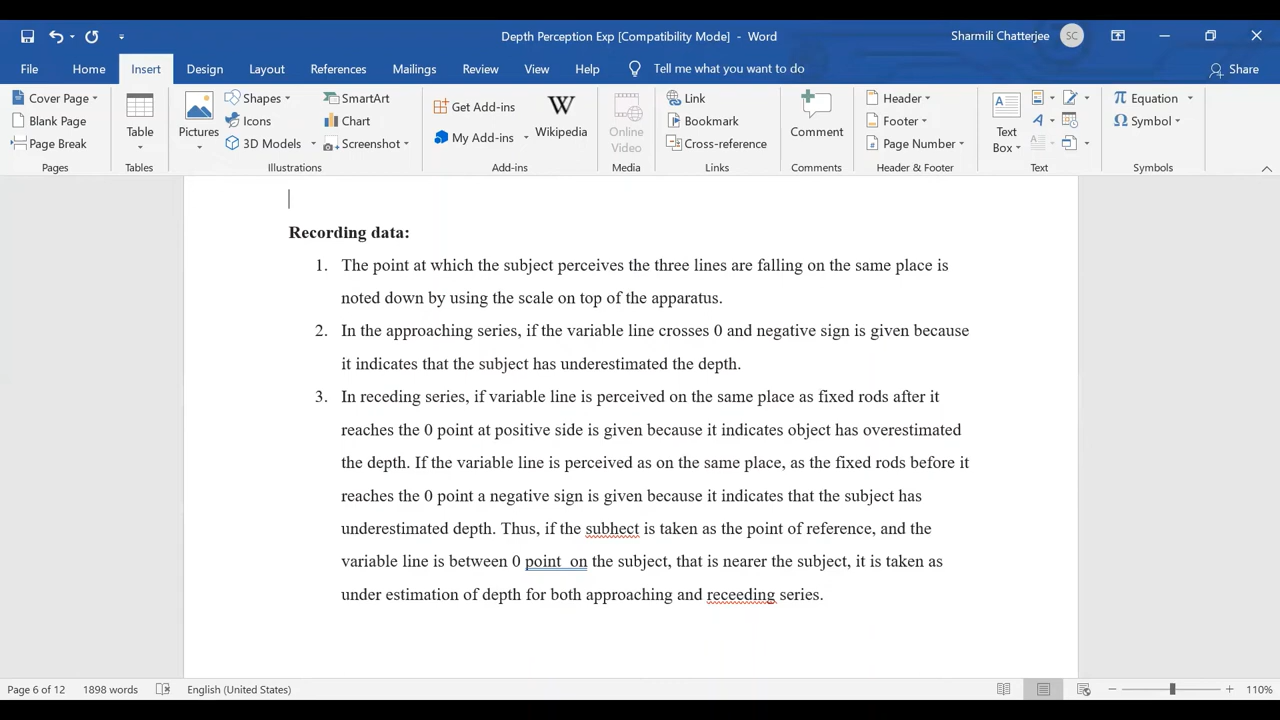 Depth Perception Exp [Compatibility Mode] - Word
Sharmili Chatterjee SC
File Home Insert Design Layout References Mailings Review View Help Tell me what you want to do Share
Cover Page
Blank Page
Page Break
Pages
Table
Tables
Pictures
Shapes
Icons
3D Models
SmartArt
Chart
Screenshot
Illustrations
Get Add-ins
My Add-ins
Wikipedia
Add-ins
Online
Video
Media
Link
Bookmark
Cross-reference
Links
Comment
Comments
Header
Footer
Page Number
Header & Footer
Text
Box
Text
Equation
Symbol
Symbols
Recording data:
1. The point at which the subject perceives the three lines are falling on the same place is
noted down by using the scale on top of the apparatus.
2. In the approaching series, if the variable line crosses 0 and negative sign is given because
it indicates that the subject has underestimated the depth.
3. In receding series, if variable line is perceived on the same place as fixed rods after it
reaches the 0 point at positive side is given because it indicates object has overestimated
the depth. If the variable line is perceived as on the same place, as the fixed rods before it
reaches the 0 point a negative sign is given because it indicates that the subject has
underestimated depth. Thus, if the subhect is taken as the point of reference, and the
variable line is between 0 point on the subject, that is nearer the subject, it is taken as
under estimation of depth for both approaching and receeding series.
Page 6 of 12 1898 words English (United States) 110%